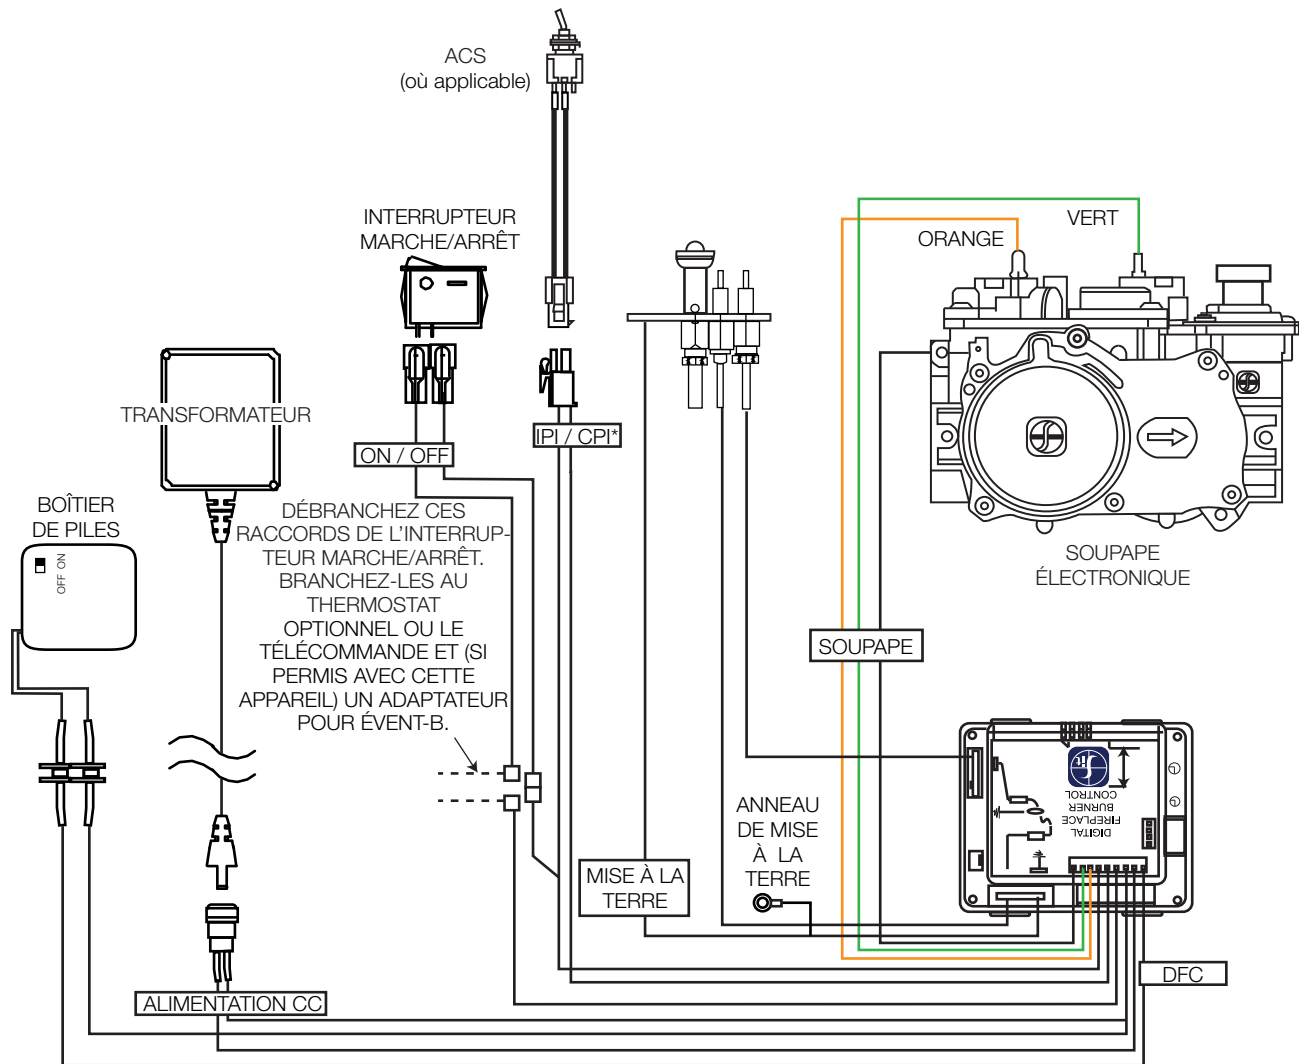 ACS
(où applicable)
INTERRUPTEUR
MARCHE/ARRÊT
VERT
ORANGE
TRANSFORMATEUR
IPI / CPI*
ON / OFF
BOÎTIER
DE PILES
OFF ON
DÉBRANCHEZ CES
RACCORDS DE L'INTERRUP-
TEUR MARCHE/ARRÊT.
BRANCHEZ-LES AU
THERMOSTAT
OPTIONNEL OU LE
TÉLÉCOMMANDE ET (SI
PERMIS AVEC CETTE
APPAREIL) UN ADAPTATEUR
POUR ÉVENT-B.
SOUPAPE
ÉLECTRONIQUE
SOUPAPE
ANNEAU
DE MISE
À LA
TERRE
MISE À LA
TERRE
fit
DIGITAL
FIREPLACE
BURNER
CONTROL
DFC
ALIMENTATION CC